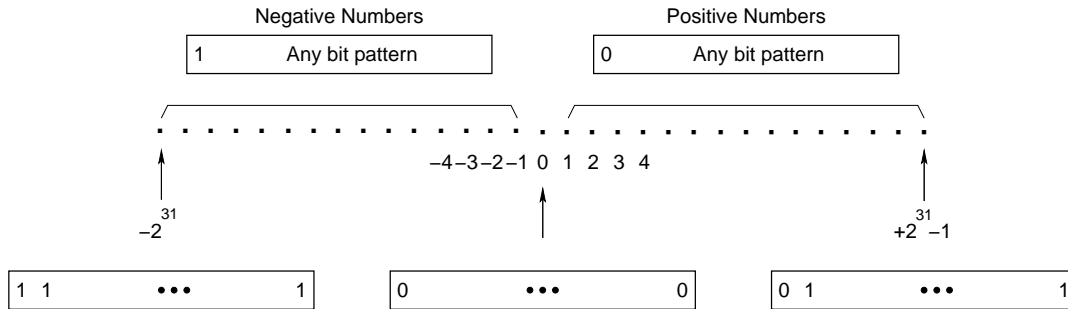 Negative Numbers
Positive Numbers
1 Any bit pattern
0 Any bit pattern
−4 −3 −2 −1 0 1 2 3 4
−2^31
+2^31−1
1 1 ••• 1
0 ••• 0
0 1 ••• 1